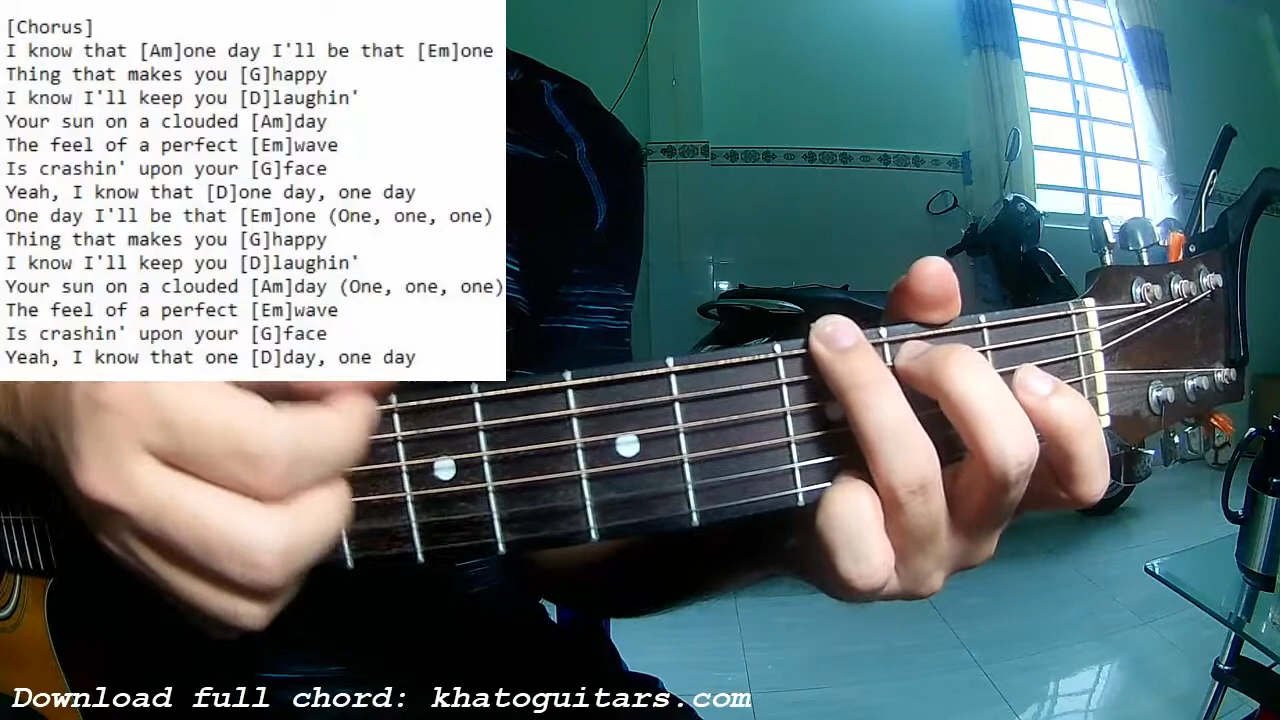 [Chorus]
I know that [Am]one day I'll be that [Em]one
Thing that makes you [G]happy
I know I'll keep you [D]laughin'
Your sun on a clouded [Am]day
The feel of a perfect [Em]wave
Is crashin' upon your [G]face
Yeah, I know that [D]one day, one day
One day I'll be that [Em]one (One, one, one)
Thing that makes you [G]happy
I know I'll keep you [D]laughin'
Your sun on a clouded [Am]day (One, one, one)
The feel of a perfect [Em]wave
Is crashin' upon your [G]face
Yeah, I know that one [D]day, one day
Download full chord: khatoguitars.com